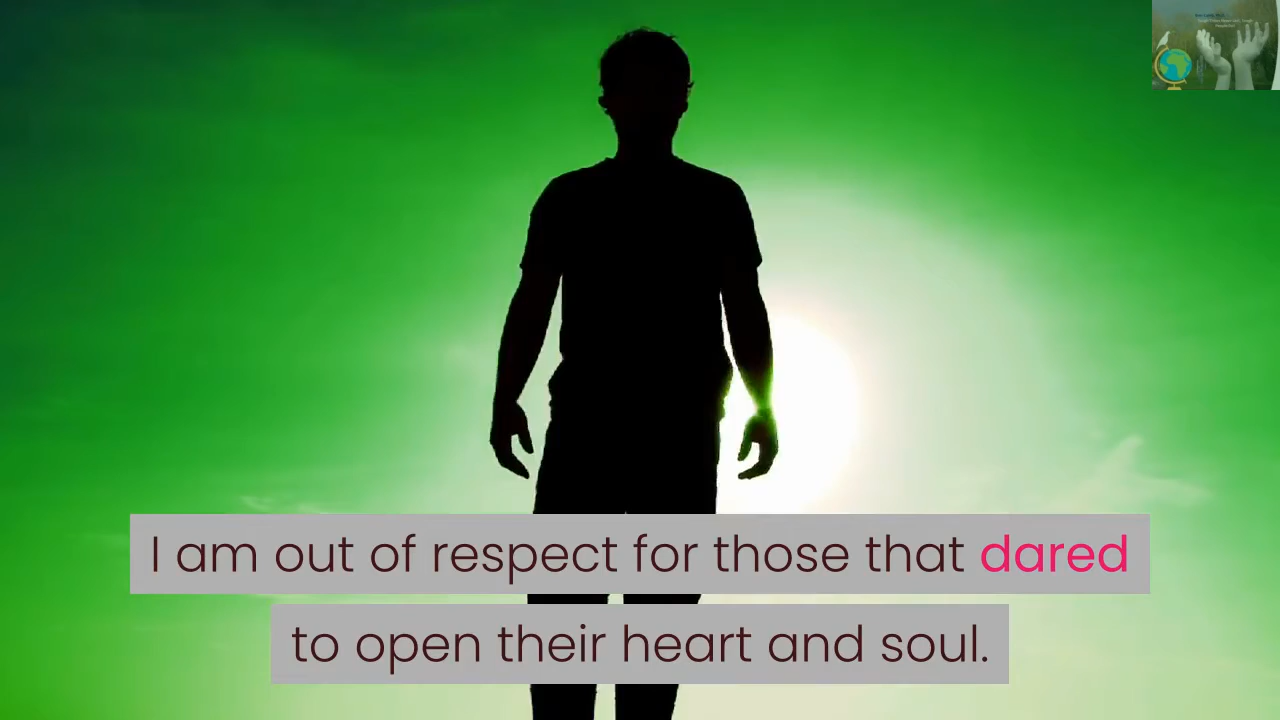 I am out of respect for those that dared
to open their heart and soul.